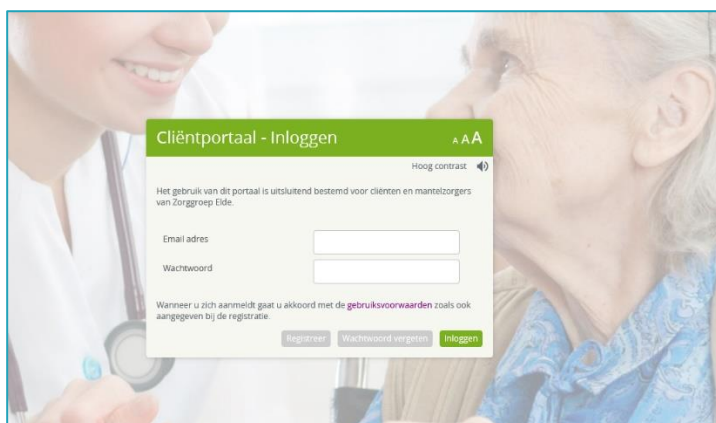 Cliëntportaal - Inloggen
A A A
Hoog contrast
Het gebruik van dit portaal is uitsluitend bestemd voor cliënten en mantelzorgers
van Zorggroep Elde.
Email adres
Wachtwoord
Wanneer u zich aanmeldt gaat u akkoord met de gebruiksvoorwaarden zoals ook
aangegeven bij de registratie.
Registreer Wachtwoord vergeten Inloggen